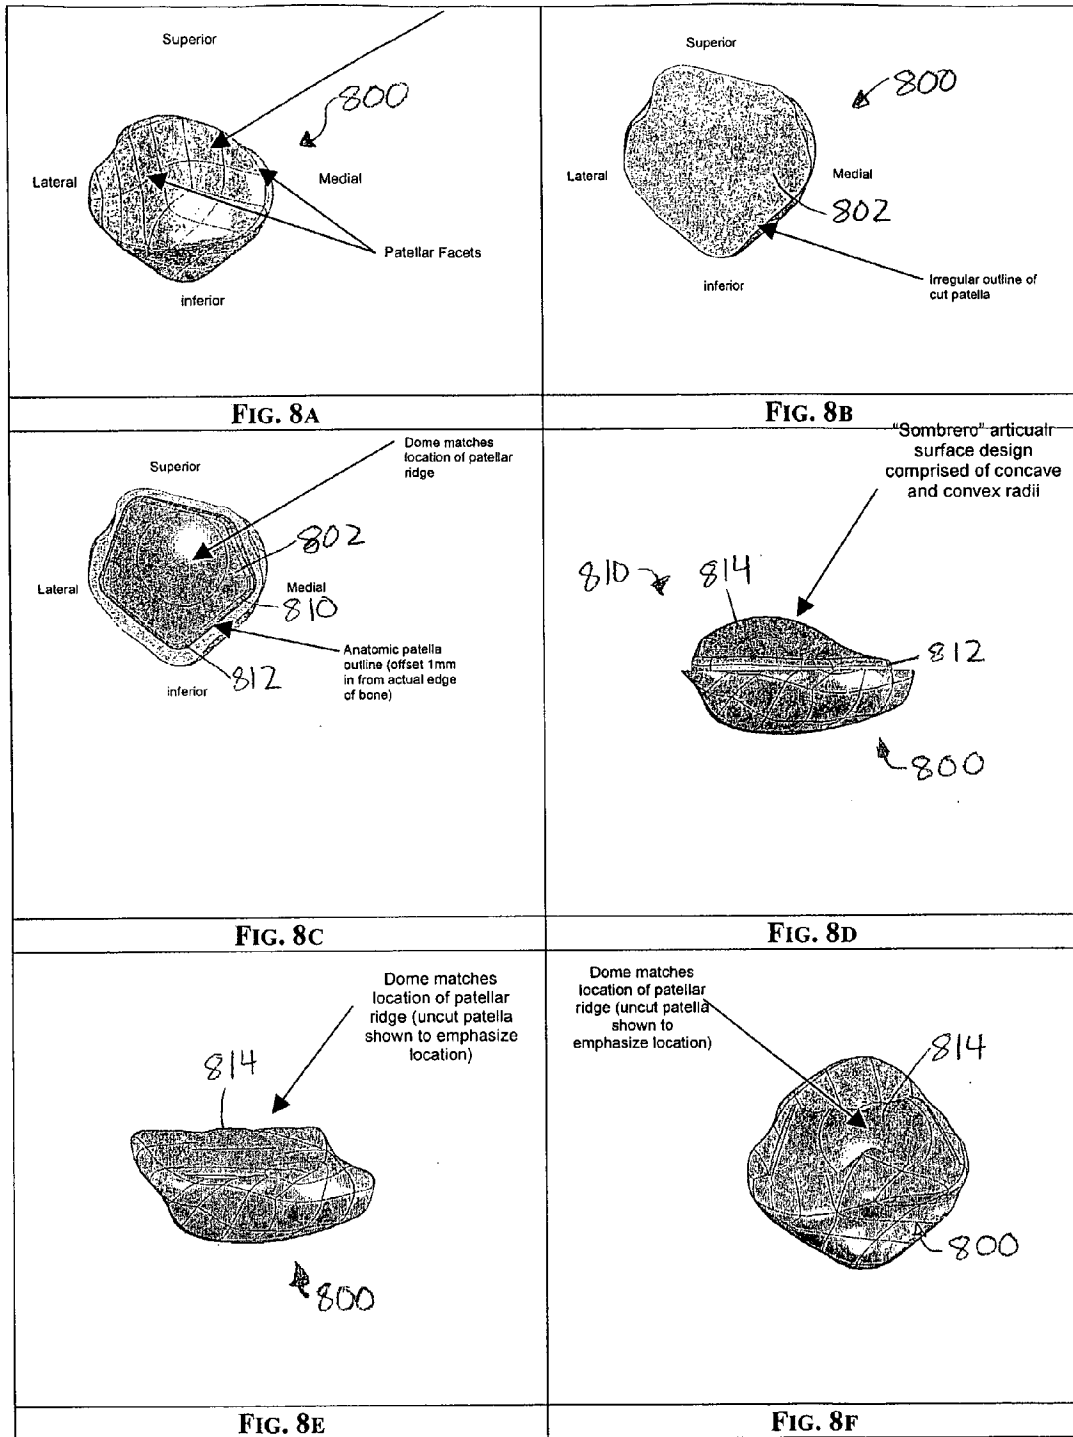 Superior
800
Lateral
Medial
Patellar Facets
inferior
FIG. 8A
Superior
800
Lateral
Medial
802
inferior
Irregular outline of
cut patella
FIG. 8B
Dome matches
location of patellar
ridge
Superior
802
Lateral
Medial
810
Anatomic patella
outline (offset 1mm
in from actual edge
of bone)
812
inferior
FIG. 8C
"Sombrero" articualr
surface design
comprised of concave
and convex radii
810
814
812
800
FIG. 8D
Dome matches
location of patellar
ridge (uncut patella
shown to emphasize
location)
814
800
FIG. 8E
Dome matches
location of patellar
ridge (uncut patella
shown to
emphasize location)
814
800
FIG. 8F